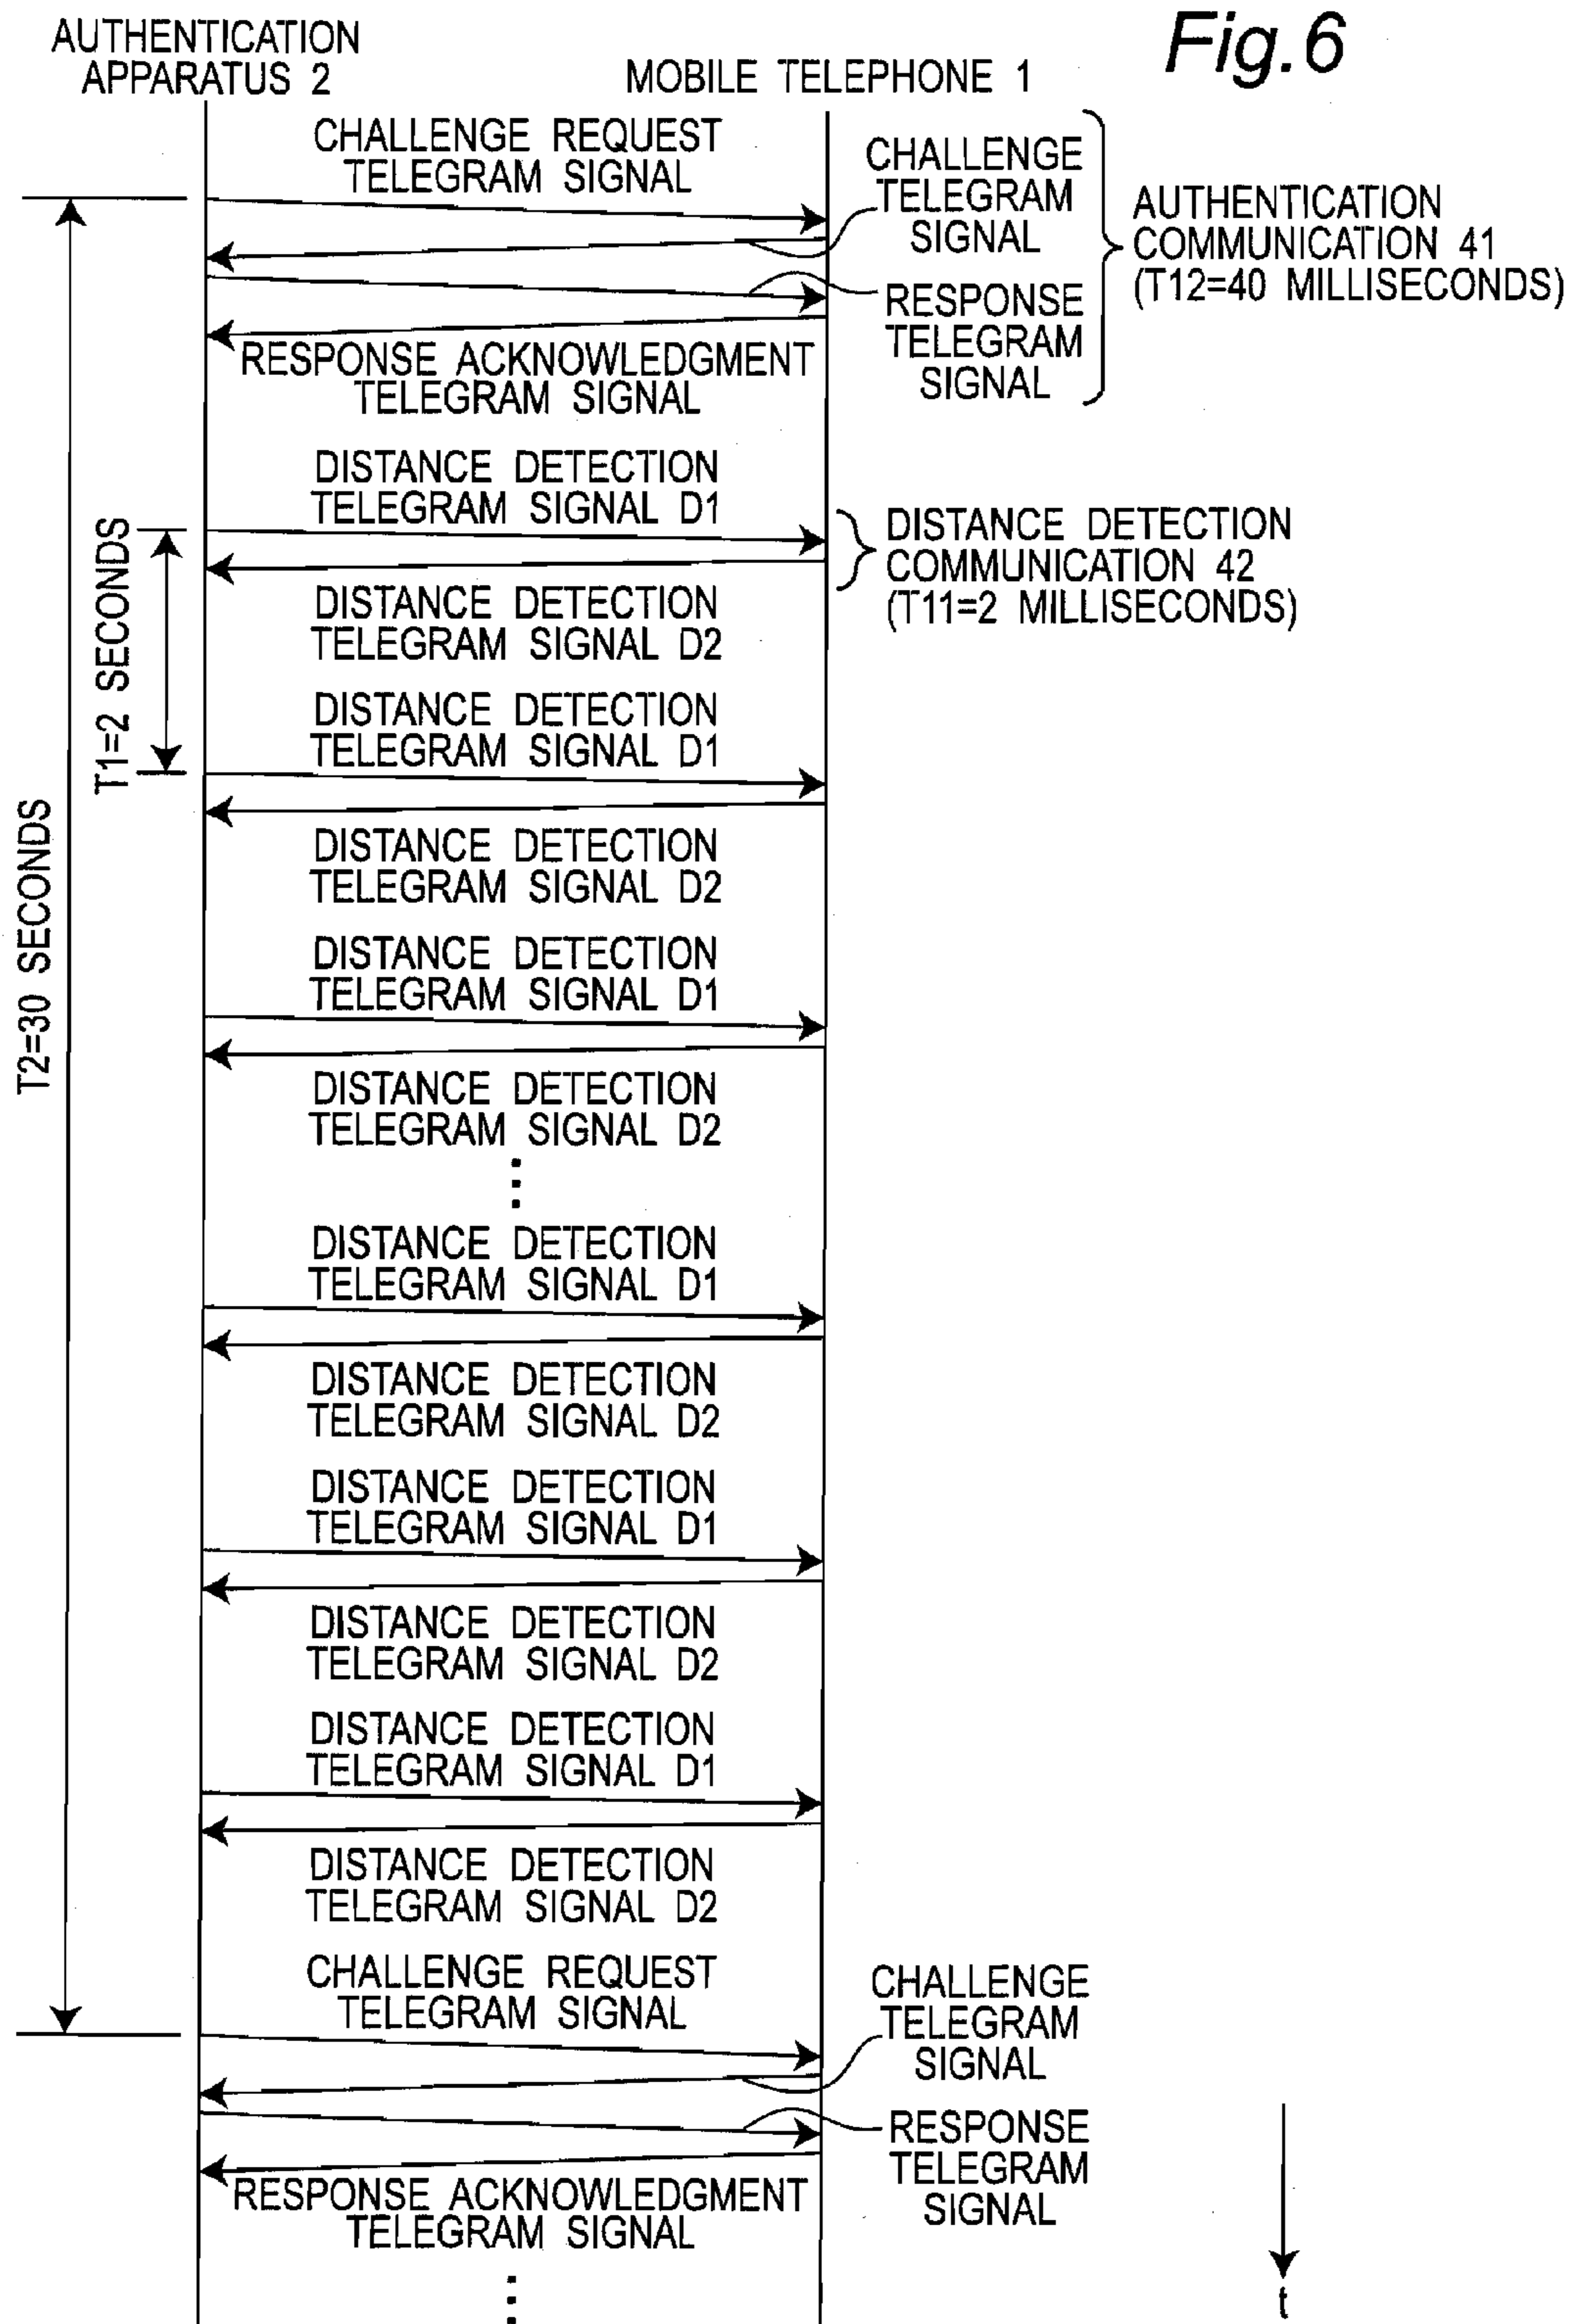 Fig.6
AUTHENTICATION
APPARATUS 2
MOBILE TELEPHONE 1
CHALLENGE REQUEST
TELEGRAM SIGNAL
CHALLENGE
TELEGRAM
SIGNAL
AUTHENTICATION
COMMUNICATION 41
(T12=40 MILLISECONDS)
RESPONSE
TELEGRAM
SIGNAL
RESPONSE ACKNOWLEDGMENT
TELEGRAM SIGNAL
DISTANCE DETECTION
TELEGRAM SIGNAL D1
DISTANCE DETECTION
COMMUNICATION 42
(T11=2 MILLISECONDS)
T1=2 SECONDS
DISTANCE DETECTION
TELEGRAM SIGNAL D2
DISTANCE DETECTION
TELEGRAM SIGNAL D1
T2=30 SECONDS
DISTANCE DETECTION
TELEGRAM SIGNAL D2
DISTANCE DETECTION
TELEGRAM SIGNAL D1
DISTANCE DETECTION
TELEGRAM SIGNAL D2
DISTANCE DETECTION
TELEGRAM SIGNAL D1
DISTANCE DETECTION
TELEGRAM SIGNAL D2
DISTANCE DETECTION
TELEGRAM SIGNAL D1
DISTANCE DETECTION
TELEGRAM SIGNAL D2
DISTANCE DETECTION
TELEGRAM SIGNAL D1
DISTANCE DETECTION
TELEGRAM SIGNAL D2
CHALLENGE REQUEST
TELEGRAM SIGNAL
CHALLENGE
TELEGRAM
SIGNAL
RESPONSE
TELEGRAM
SIGNAL
RESPONSE ACKNOWLEDGMENT
TELEGRAM SIGNAL
t